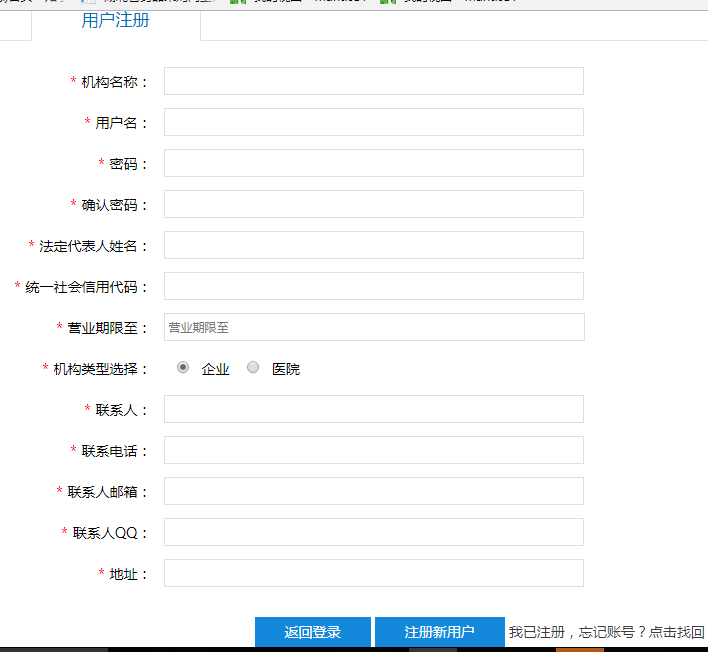 用户注册
* 机构名称：
* 用户名：
* 密码：
* 确认密码：
* 法定代表人姓名：
* 统一社会信用代码：
* 营业期限至： 营业期限至
* 机构类型选择： 企业 医院
* 联系人：
* 联系电话：
* 联系人邮箱：
* 联系人QQ：
* 地址：
返回登录 注册新用户 我已注册，忘记账号？点击找回